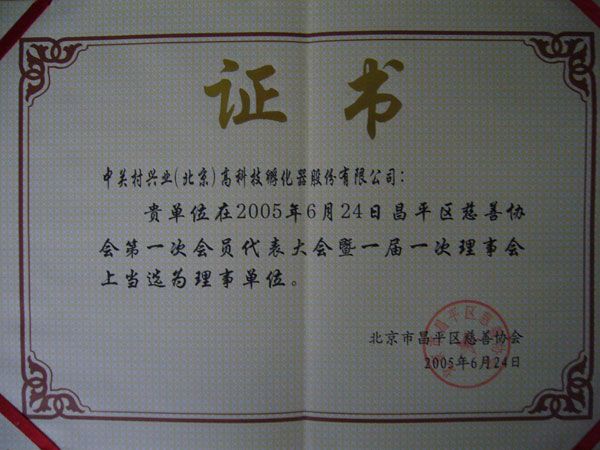 证书
中关村兴业(北京)高科技孵化器股份有限公司:
贵单位在2005年6月24日昌平区慈善协
会第一次会员代表大会暨一届一次理事会
上当选为理事单位。
北京市昌平区慈善协会
2005年6月24日